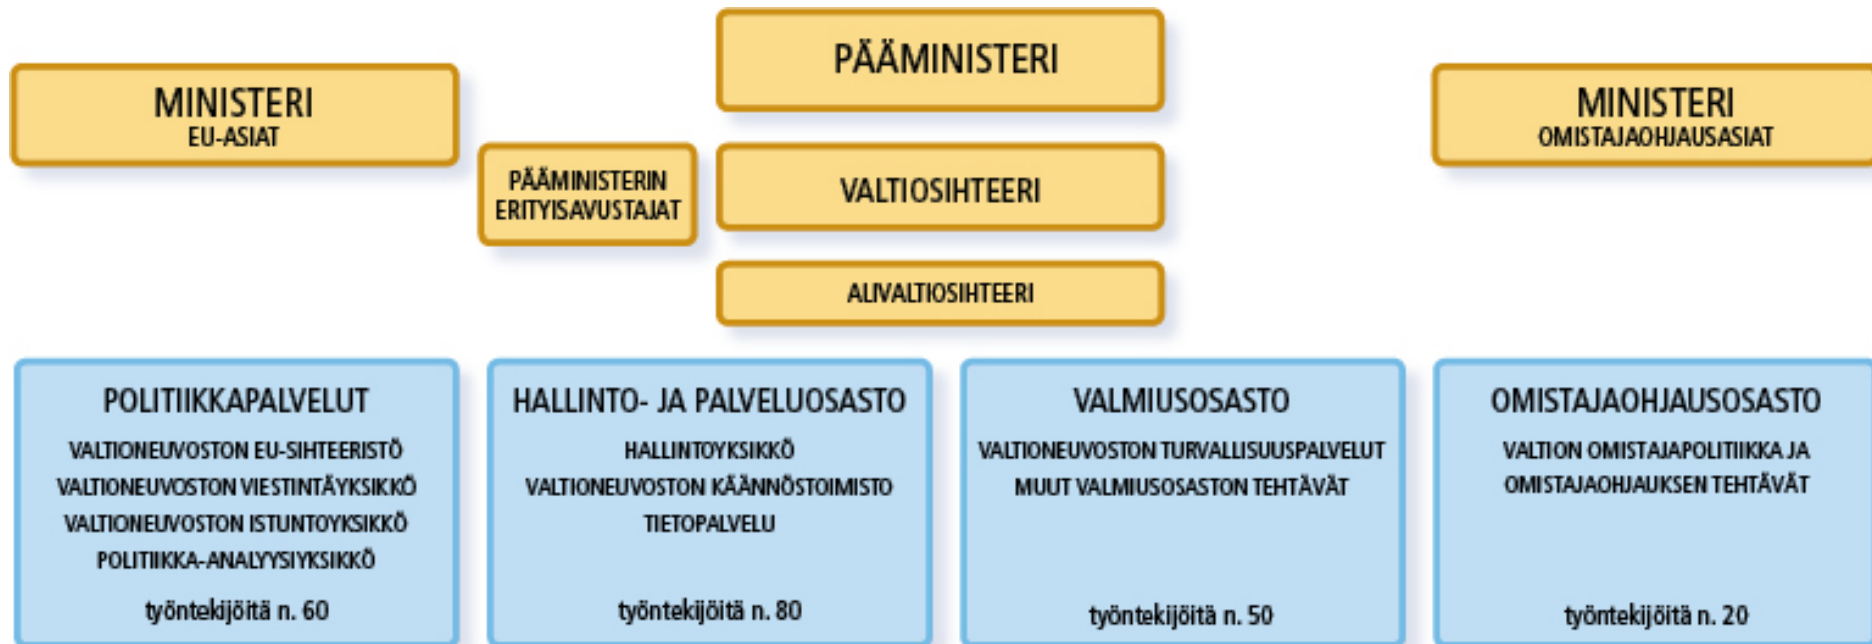 PÄÄMINISTERI
MINISTERI
EU-ASIAT
MINISTERI
OMISTAJAOHJAUSASIAT
PÄÄMINISTERIN
ERITYISAVUSTAJAT
VALTIOSIHTEERI
ALIVALTIOSIHTEERI
POLITIIKKAPALVELUT
VALTIONEUVOSTON EU-SIHTEERISTÖ
VALTIONEUVOSTON VIESTINTÄYKSIKKÖ
VALTIONEUVOSTON ISTUNTOYKSIKKÖ
POLITIIKKA-ANALYYSIYKSIKKÖ
työntekijöitä n. 60
HALLINTO- JA PALVELUOSASTO
HALLINTOYKSIKKÖ
VALTIONEUVOSTON KÄÄNNÖSTOIMISTO
TIETOPALVELU
työntekijöitä n. 80
VALMIUSOSASTO
VALTIONEUVOSTON TURVALLISUUSPALVELUT
MUUT VALMIUSOSASTON TEHTÄVÄT
työntekijöitä n. 50
OMISTAJAOHJAUSOSASTO
VALTION OMISTAJAPOLITIIKKA JA
OMISTAJAOHJAUKSEN TEHTÄVÄT
työntekijöitä n. 20